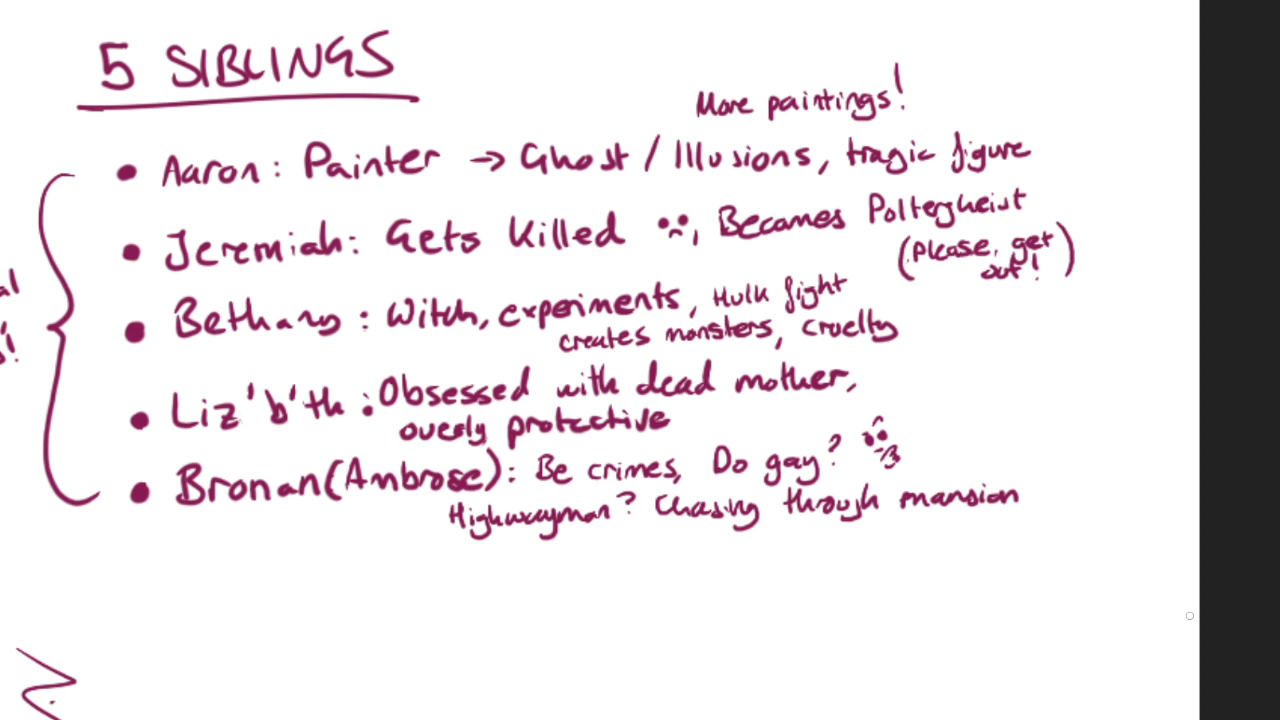 5 SIBLINGS
More paintings!
• Aaron: Painter → Ghost / Illusions, tragic figure
• Jeremiah: Gets Killed :(, Becomes Poltergheist
(Please, get
out!)
• Bethany: Witch, experiments, Hulk fight
creates monsters, cruelty
• Liz'b'th: Obsessed with dead mother,
overly protective
• Bronan(Ambrose): Be crimes, Do gay?
Highwayman? Chasing through mansion